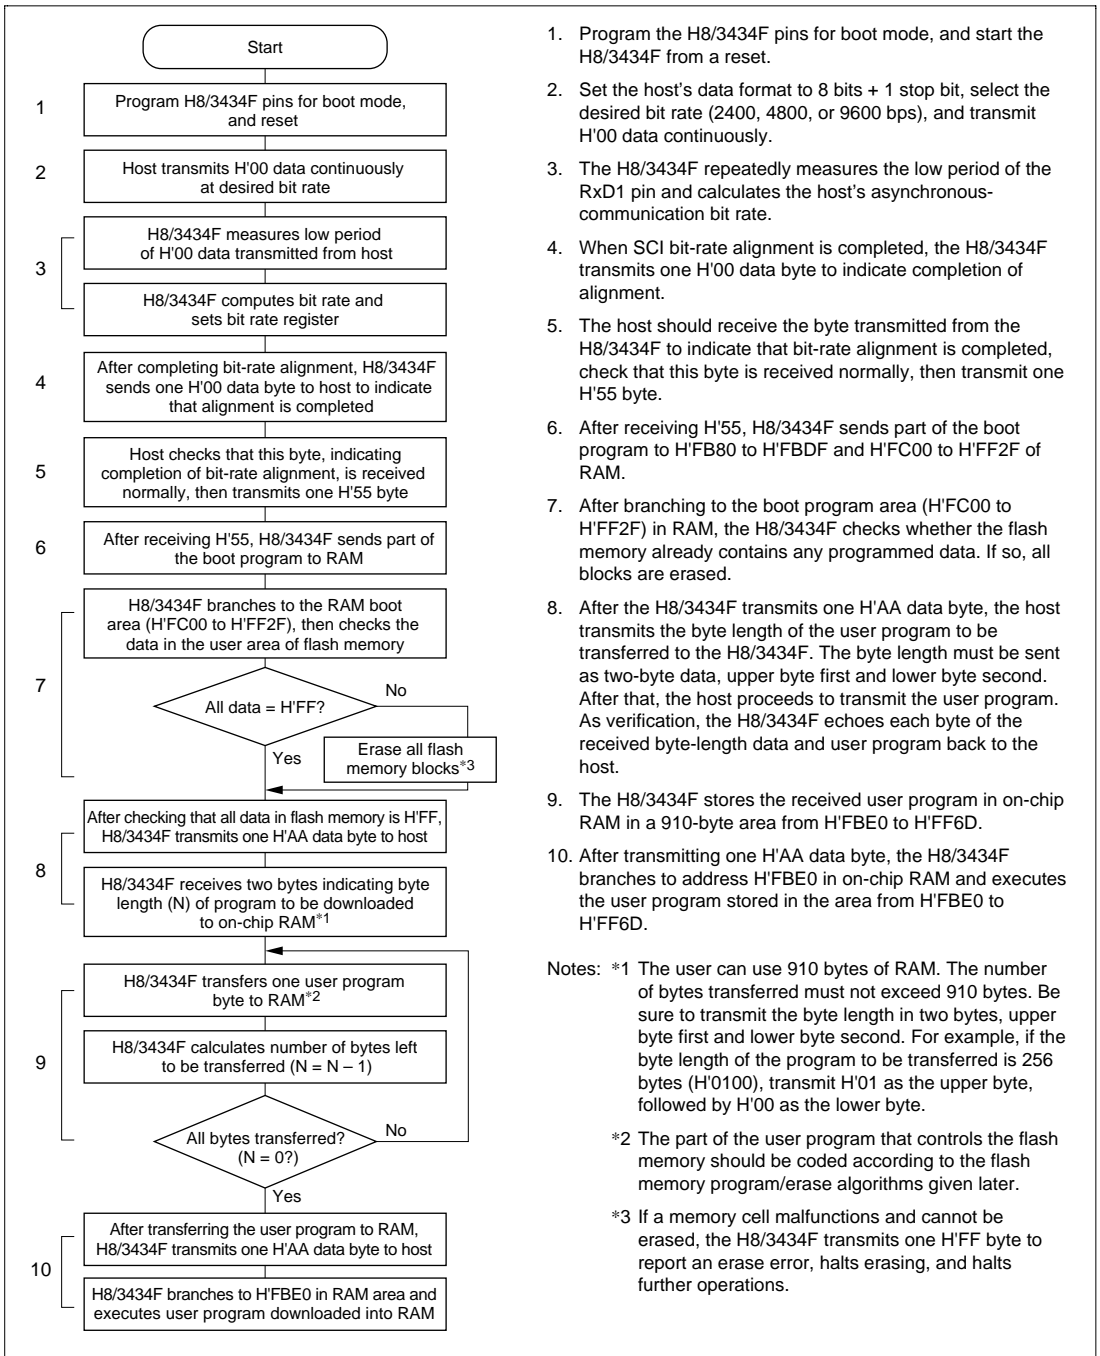 Start
1
Program H8/3434F pins for boot mode,
and reset
2
Host transmits H'00 data continuously
at desired bit rate
3
H8/3434F measures low period
of H'00 data transmitted from host
H8/3434F computes bit rate and
sets bit rate register
4
After completing bit-rate alignment, H8/3434F
sends one H'00 data byte to host to indicate
that alignment is completed
5
Host checks that this byte, indicating
completion of bit-rate alignment, is received
normally, then transmits one H'55 byte
6
After receiving H'55, H8/3434F sends part of
the boot program to RAM
7
H8/3434F branches to the RAM boot
area (H'FC00 to H'FF2F), then checks the
data in the user area of flash memory
All data = H'FF?
No
Yes
Erase all flash
memory blocks*3
8
After checking that all data in flash memory is H'FF,
H8/3434F transmits one H'AA data byte to host
H8/3434F receives two bytes indicating byte
length (N) of program to be downloaded
to on-chip RAM*1
9
H8/3434F transfers one user program
byte to RAM*2
H8/3434F calculates number of bytes left
to be transferred (N = N – 1)
All bytes transferred?
(N = 0?)
No
Yes
10
After transferring the user program to RAM,
H8/3434F transmits one H'AA data byte to host
H8/3434F branches to H'FBE0 in RAM area and
executes user program downloaded into RAM
1. Program the H8/3434F pins for boot mode, and start the
H8/3434F from a reset.
2. Set the host's data format to 8 bits + 1 stop bit, select the
desired bit rate (2400, 4800, or 9600 bps), and transmit
H'00 data continuously.
3. The H8/3434F repeatedly measures the low period of the
RxD1 pin and calculates the host's asynchronous-
communication bit rate.
4. When SCI bit-rate alignment is completed, the H8/3434F
transmits one H'00 data byte to indicate completion of
alignment.
5. The host should receive the byte transmitted from the
H8/3434F to indicate that bit-rate alignment is completed,
check that this byte is received normally, then transmit one
H'55 byte.
6. After receiving H'55, H8/3434F sends part of the boot
program to H'FB80 to H'FBDF and H'FC00 to H'FF2F of
RAM.
7. After branching to the boot program area (H'FC00 to
H'FF2F) in RAM, the H8/3434F checks whether the flash
memory already contains any programmed data. If so, all
blocks are erased.
8. After the H8/3434F transmits one H'AA data byte, the host
transmits the byte length of the user program to be
transferred to the H8/3434F. The byte length must be sent
as two-byte data, upper byte first and lower byte second.
After that, the host proceeds to transmit the user program.
As verification, the H8/3434F echoes each byte of the
received byte-length data and user program back to the
host.
9. The H8/3434F stores the received user program in on-chip
RAM in a 910-byte area from H'FBE0 to H'FF6D.
10. After transmitting one H'AA data byte, the H8/3434F
branches to address H'FBE0 in on-chip RAM and executes
the user program stored in the area from H'FBE0 to
H'FF6D.
Notes: *1 The user can use 910 bytes of RAM. The number
of bytes transferred must not exceed 910 bytes. Be
sure to transmit the byte length in two bytes, upper
byte first and lower byte second. For example, if the
byte length of the program to be transferred is 256
bytes (H'0100), transmit H'01 as the upper byte,
followed by H'00 as the lower byte.
*2 The part of the user program that controls the flash
memory should be coded according to the flash
memory program/erase algorithms given later.
*3 If a memory cell malfunctions and cannot be
erased, the H8/3434F transmits one H'FF byte to
report an erase error, halts erasing, and halts
further operations.